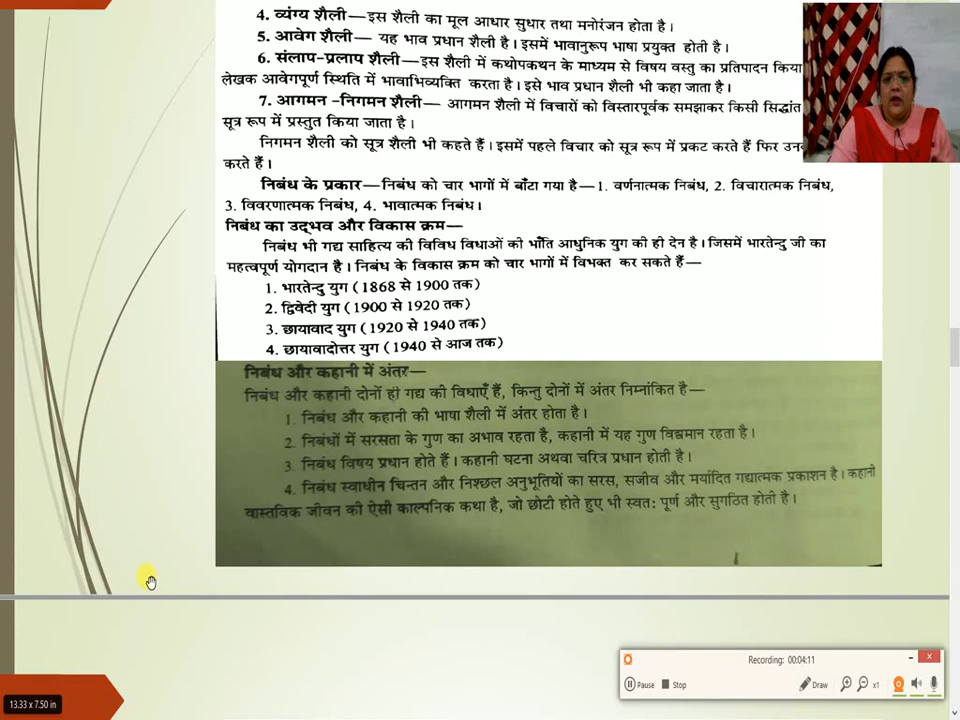 4. व्यंग्य शैली—इस शैली का मूल आधार सुधार तथा मनोरंजन होता है।
5. आवेग शैली— यह भाव प्रधान शैली है। इसमें भावानुरूप भाषा प्रयुक्त होती है।
6. संलाप-प्रलाप शैली—इस शैली में कथोपकथन के माध्यम से विषय वस्तु का प्रतिपादन किया
लेखक आवेगपूर्ण स्थिति में भावाभिव्यक्ति करता है। इसे भाव प्रधान शैली भी कहा जाता है।
7. आगमन -निगमन शैली— आगमन शैली में विचारों को विस्तारपूर्वक समझाकर किसी सिद्धांत
सूत्र रूप में प्रस्तुत किया जाता है।
निगमन शैली को सूत्र शैली भी कहते हैं। इसमें पहले विचार को सूत्र रूप में प्रकट करते हैं फिर
करते हैं।
निबंध के प्रकार—निबंध को चार भागों में बाँटा गया है—1. वर्णनात्मक निबंध, 2. विचारात्मक निबंध,
3. विवरणात्मक निबंध, 4. भावात्मक निबंध।
निबंध का उद्भव और विकास क्रम—
निबंध भी गद्य साहित्य की विविध विधाओं की भाँति आधुनिक युग की ही देन है। जिसमें भारतेन्दु जी का
महत्वपूर्ण योगदान है। निबंध के विकास क्रम को चार भागों में विभक्त कर सकते हैं—
1. भारतेन्दु युग (1868 से 1900 तक)
2. द्विवेदी युग (1900 से 1920 तक)
3. छायावाद युग (1920 से 1940 तक)
4. छायावादोत्तर युग (1940 से आज तक)
निबंध और कहानी में अंतर—
निबंध और कहानी दोनों ही गद्य की विधाएँ हैं, किन्तु दोनों में अंतर निम्नांकित है—
1. निबंध और कहानी की भाषा शैली में अंतर होता है।
2. निबंधों में सरसता के गुण का अभाव रहता है, कहानी में यह गुण विद्यमान रहता है।
3. निबंध विषय प्रधान होते हैं। कहानी घटना अथवा चरित्र प्रधान होती है।
4. निबंध स्वाधीन चिन्तन और निश्छल अनुभूतियों का सरस, सजीव और मर्यादित गद्यात्मक प्रकाशन है। कहानी
वास्तविक जीवन की ऐसी काल्पनिक कथा है, जो छोटी होते हुए भी स्वतः पूर्ण और सुगठित होती है।
Recording: 00:04:11
Pause Stop Draw x1
13.33 x 7.50 in